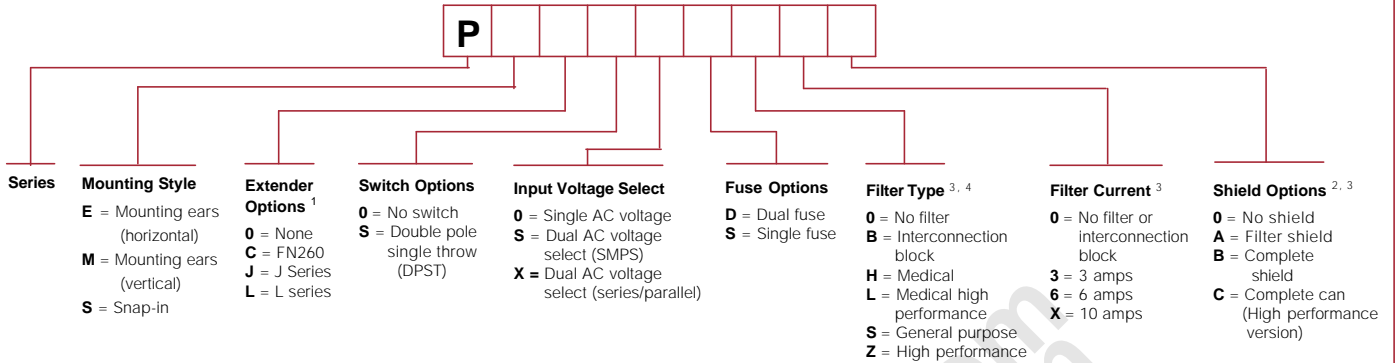 P
Series
Mounting Style
E = Mounting ears
(horizontal)
M = Mounting ears
(vertical)
S = Snap-in
Extender
Options 1
0 = None
C = FN260
J = J Series
L = L series
Switch Options
0 = No switch
S = Double pole
single throw
(DPST)
Input Voltage Select
0 = Single AC voltage
S = Dual AC voltage
select (SMPS)
X = Dual AC voltage
select (series/parallel)
Fuse Options
D = Dual fuse
S = Single fuse
Filter Type 3, 4
0 = No filter
B = Interconnection
block
H = Medical
L = Medical high
performance
S = General purpose
Z = High performance
Filter Current 3
0 = No filter or
interconnection
block
3 = 3 amps
6 = 6 amps
X = 10 amps
Shield Options 2, 3
0 = No shield
A = Filter shield
B = Complete
shield
C = Complete can
(High performance
version)